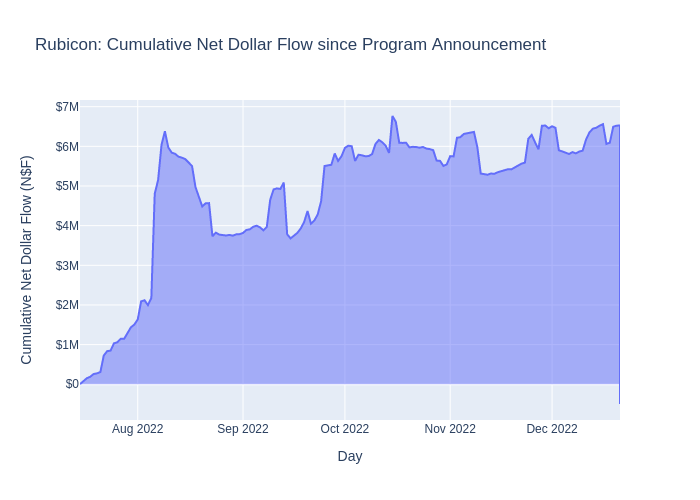 Rubicon: Cumulative Net Dollar Flow since Program Announcement
Cumulative Net Dollar Flow (N$F)
$7M
$6M
$5M
$4M
$3M
$2M
$1M
$0
Aug 2022
Sep 2022
Oct 2022
Nov 2022
Dec 2022
Day